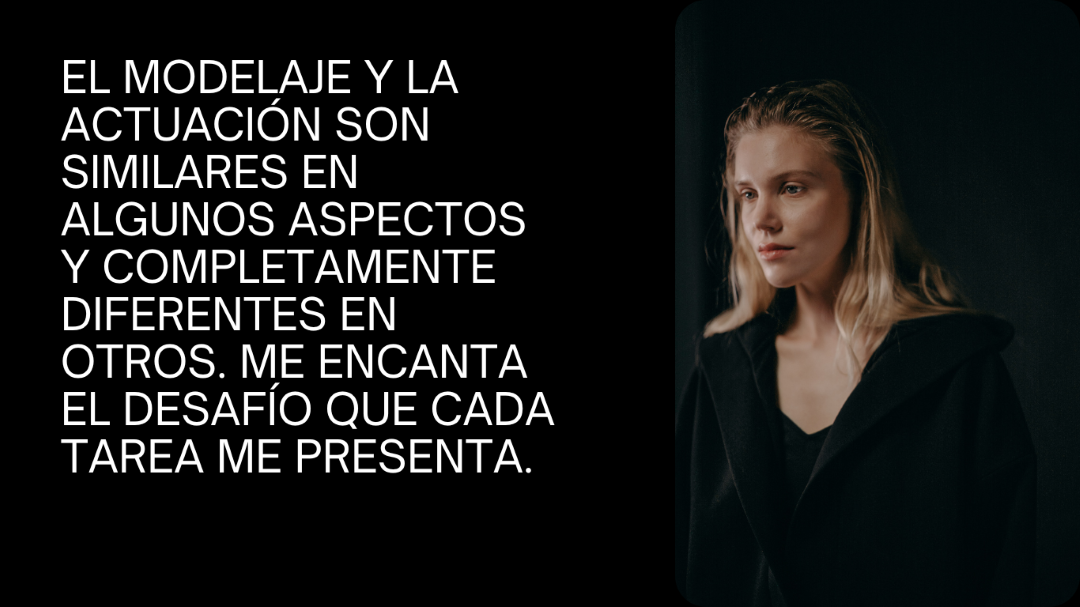 EL MODELAJE Y LA
ACTUACIÓN SON
SIMILARES EN
ALGUNOS ASPECTOS
Y COMPLETAMENTE
DIFERENTES EN
OTROS. ME ENCANTA
EL DESAFÍO QUE CADA
TAREA ME PRESENTA.